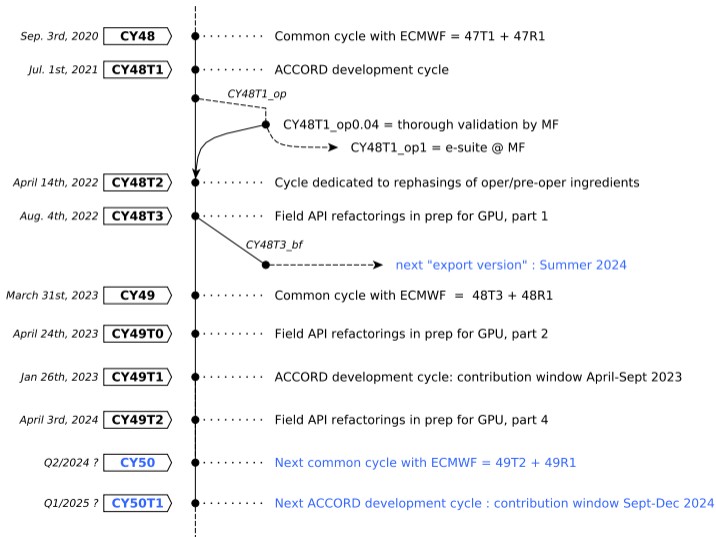 Sep. 3rd, 2020 CY48 Common cycle with ECMWF = 47T1 + 47R1
Jul. 1st, 2021 CY48T1 ACCORD development cycle
CY48T1_op
CY48T1_op0.04 = thorough validation by MF
CY48T1_op1 = e-suite @ MF
April 14th, 2022 CY48T2 Cycle dedicated to rephasings of oper/pre-oper ingredients
Aug. 4th, 2022 CY48T3 Field API refactorings in prep for GPU, part 1
CY48T3_bf
next "export version" : Summer 2024
March 31st, 2023 CY49 Common cycle with ECMWF = 48T3 + 48R1
April 24th, 2023 CY49T0 Field API refactorings in prep for GPU, part 2
Jan 26th, 2023 CY49T1 ACCORD development cycle: contribution window April-Sept 2023
April 3rd, 2024 CY49T2 Field API refactorings in prep for GPU, part 4
Q2/2024 ? CY50 Next common cycle with ECMWF = 49T2 + 49R1
Q1/2025 ? CY50T1 Next ACCORD development cycle : contribution window Sept-Dec 2024